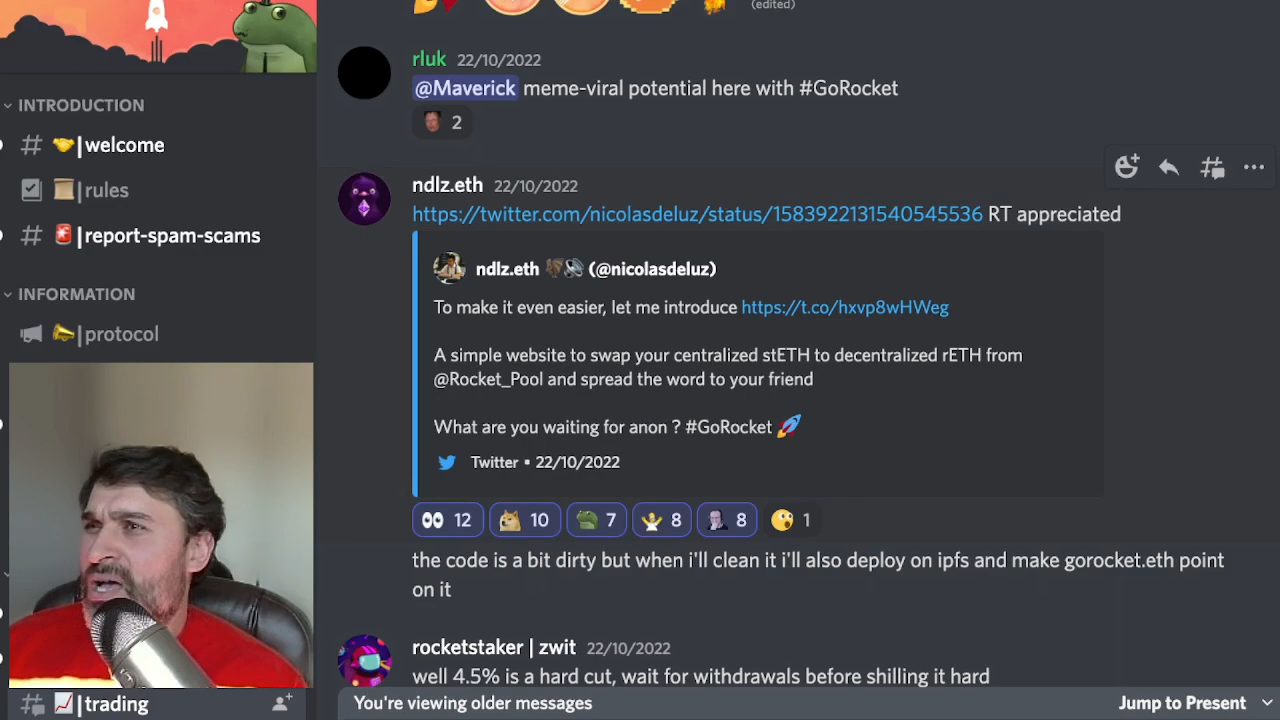 (edited)
rluk 22/10/2022
@Maverick meme-viral potential here with #GoRocket
2
INTRODUCTION
# | welcome
| rules
# | report-spam-scams
INFORMATION
| protocol
# | trading
ndlz.eth 22/10/2022
https://twitter.com/nicolasdeluz/status/1583922131540545536 RT appreciated
ndlz.eth (@nicolasdeluz)
To make it even easier, let me introduce https://t.co/hxvp8wHWeg
A simple website to swap your centralized stETH to decentralized rETH from
@Rocket_Pool and spread the word to your friend
What are you waiting for anon ? #GoRocket 🚀
Twitter • 22/10/2022
12 10 7 8 8 1
the code is a bit dirty but when i'll clean it i'll also deploy on ipfs and make gorocket.eth point
on it
rocketstaker | zwit 22/10/2022
well 4.5% is a hard cut, wait for withdrawals before shilling it hard
You're viewing older messages
Jump to Present